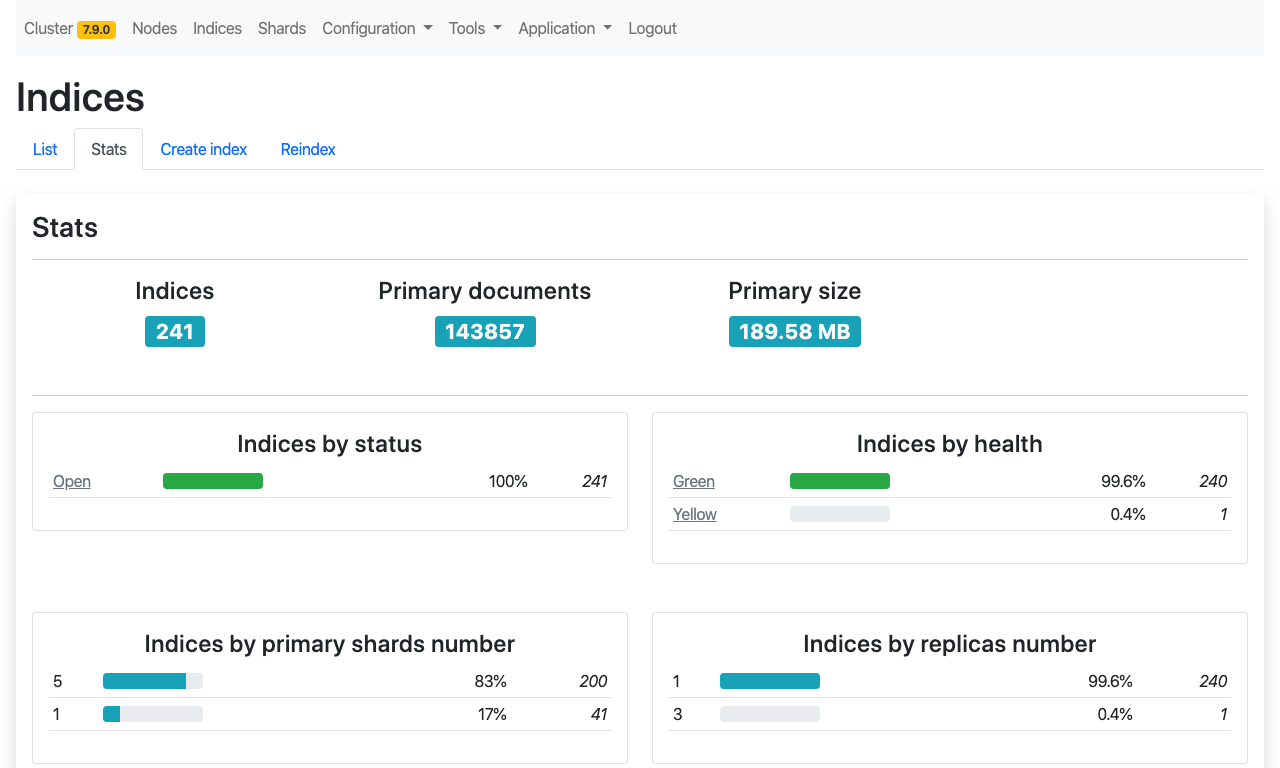 Cluster 7.9.0 Nodes Indices Shards Configuration Tools Application Logout
Indices
List Stats Create index Reindex
Stats
Indices Primary documents Primary size
241 143857 189.58 MB
Indices by status
Open 100% 241
Indices by health
Green 99.6% 240
Yellow 0.4% 1
Indices by primary shards number
5 83% 200
1 17% 41
Indices by replicas number
1 99.6% 240
3 0.4% 1